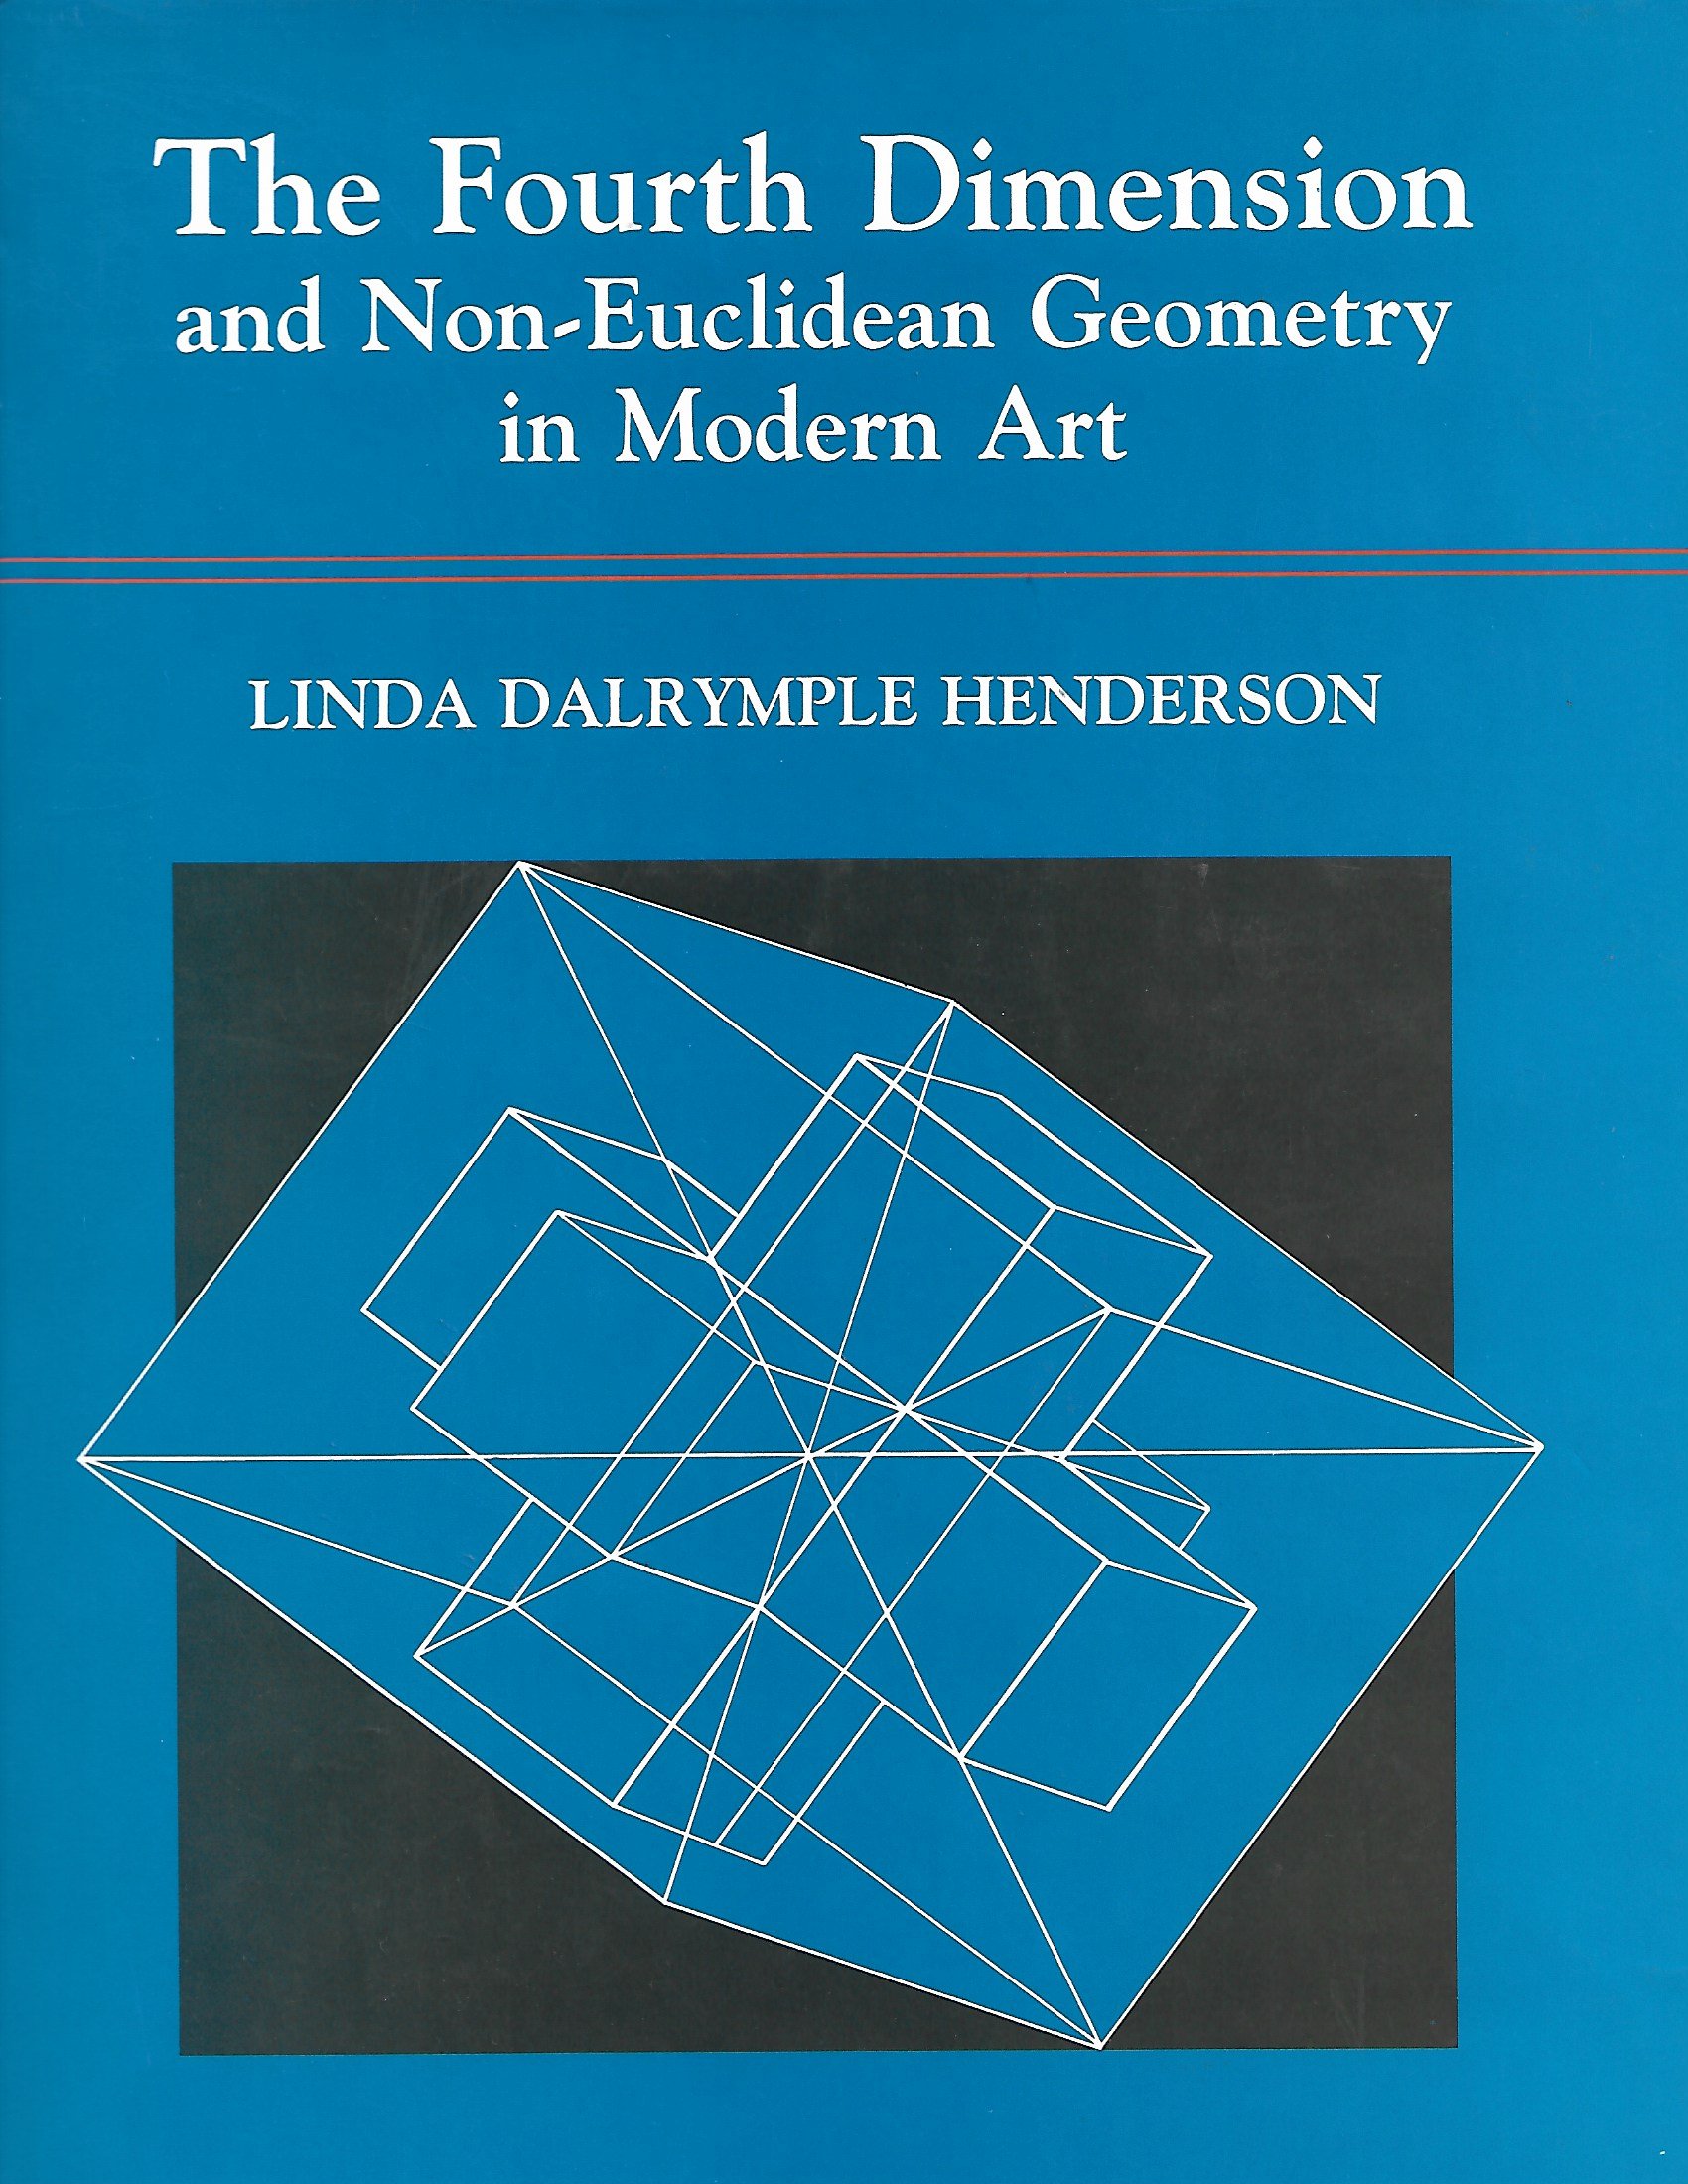 The Fourth Dimension
and Non-Euclidean Geometry
in Modern Art
LINDA DALRYMPLE HENDERSON